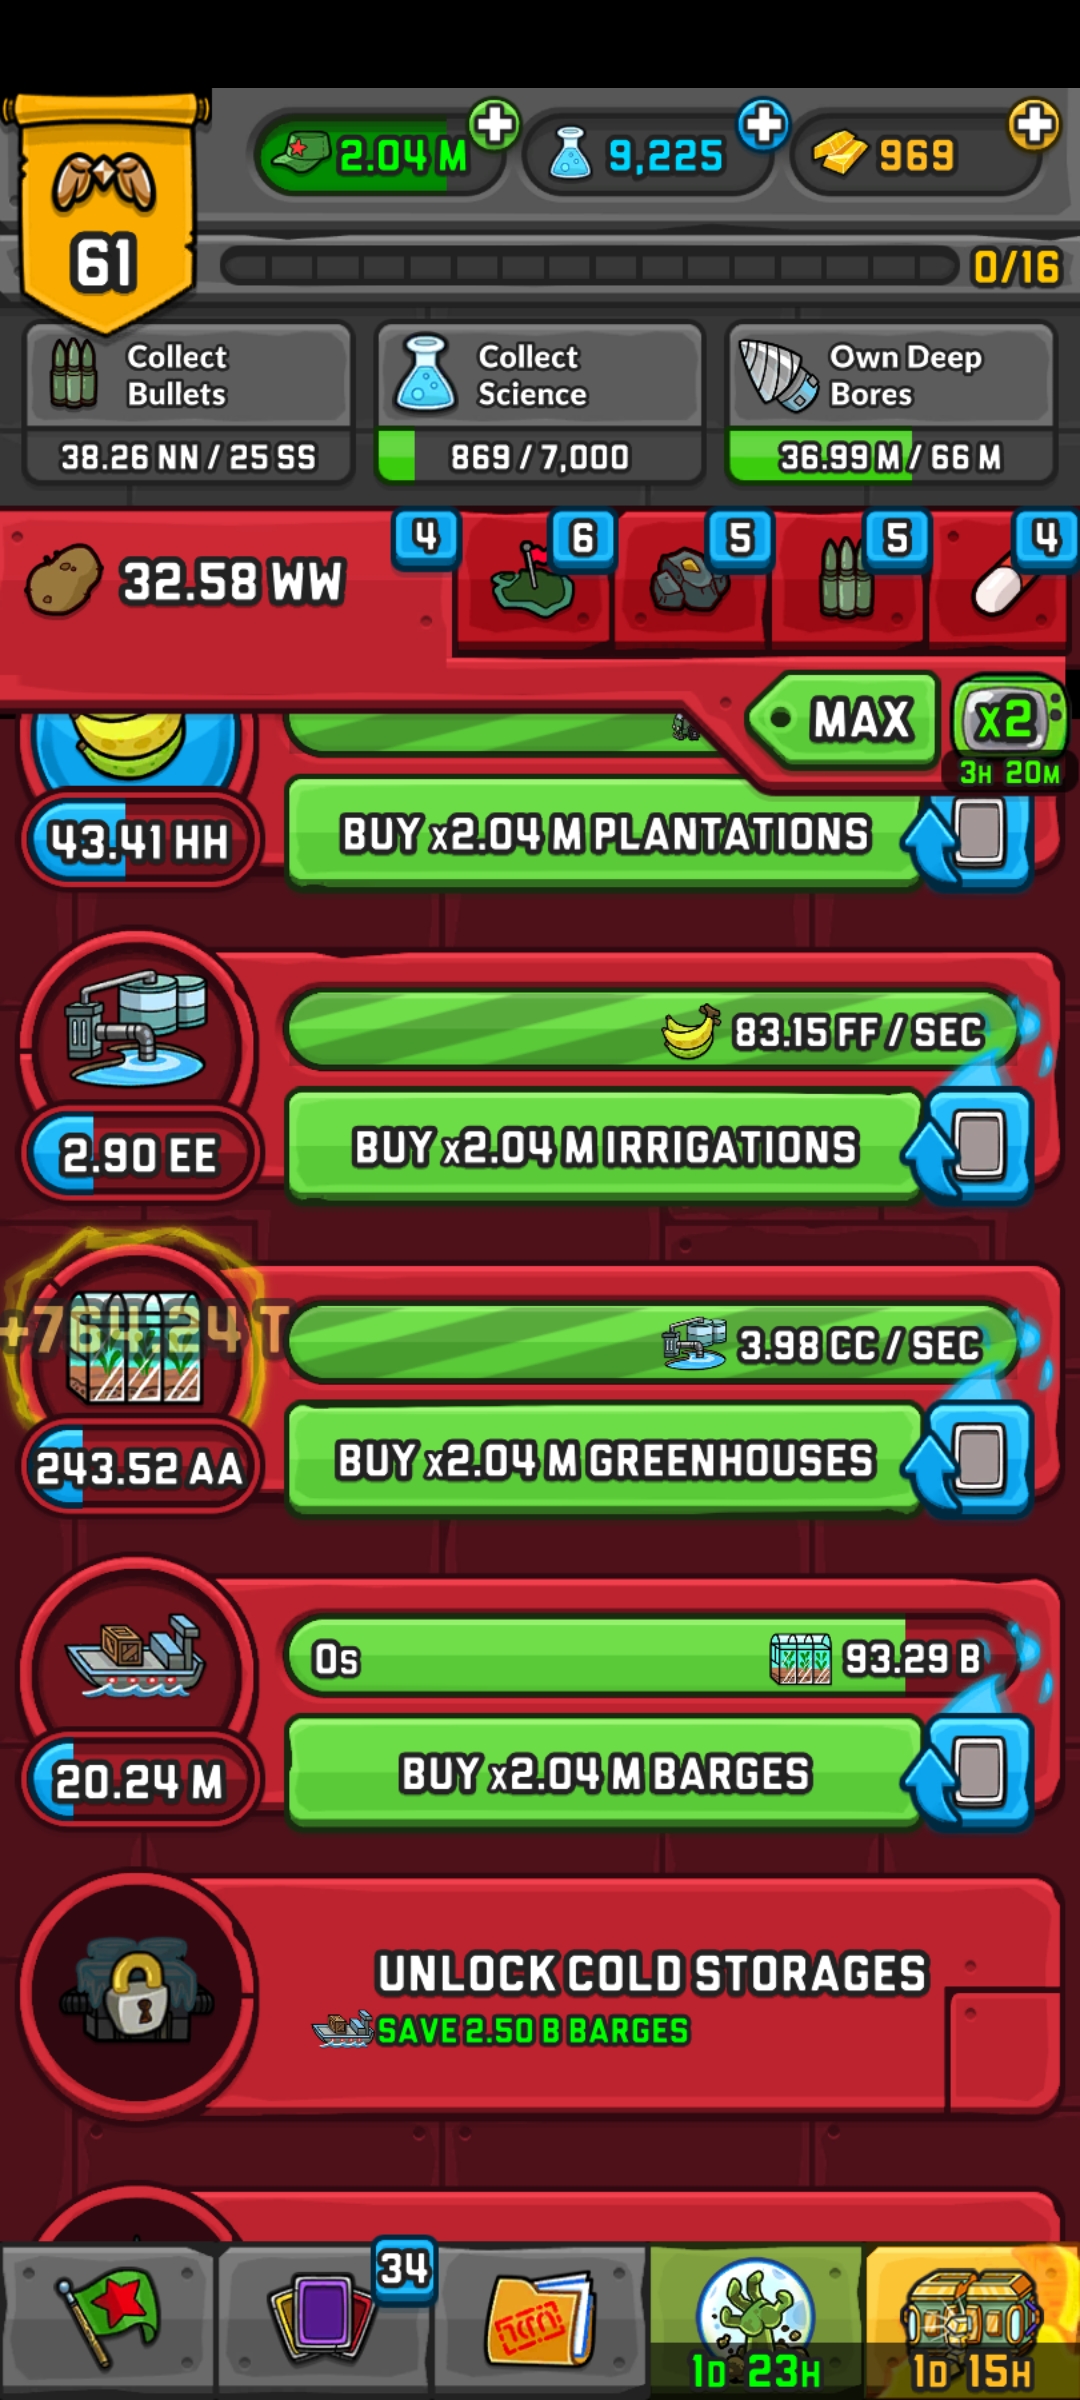 2.04 M
9,225
969
61
0/16
Collect
Bullets
38.26 NN / 25 SS
Collect
Science
869 / 7,000
Own Deep
Bores
36.99 M / 66 M
32.58 WW
4
6
5
5
4
MAX
x2
3H 20M
43.41 HH
BUY x2.04 M PLANTATIONS
83.15 FF / SEC
2.90 EE
BUY x2.04 M IRRIGATIONS
+764.24 T
3.98 CC / SEC
243.52 AA
BUY x2.04 M GREENHOUSES
0s
93.29 B
20.24 M
BUY x2.04 M BARGES
UNLOCK COLD STORAGES
SAVE 2.50 B BARGES
34
1D 23H
1D 15H